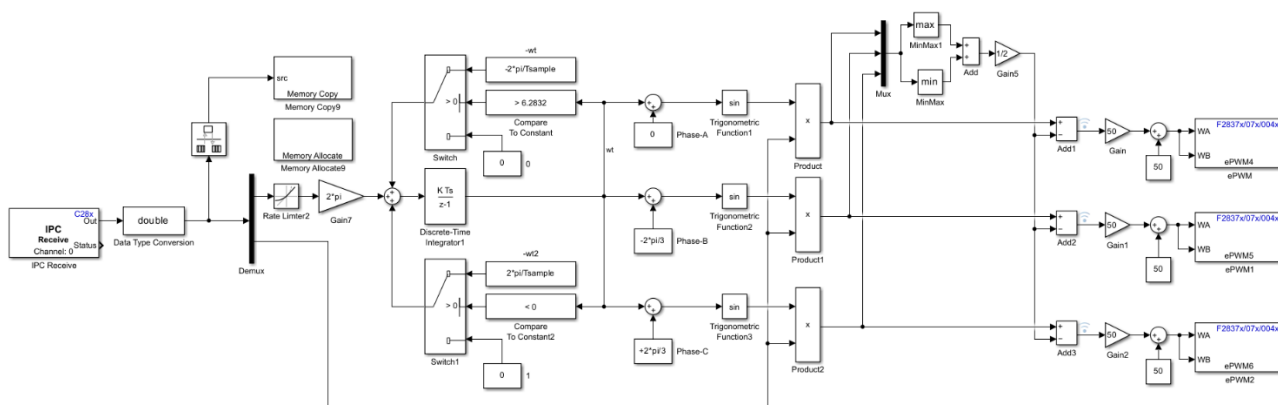 src
Memory Copy
Memory Copy9
Memory Allocate
Memory Allocate9
C28x
IPC
Receive
Channel: 0
Out
Status
IPC Receive
double
Data Type Conversion
Demux
Rate Limter2
2*pi
Gain7
-wt
-2*pi/Tsample
> 0
> 6.2832
Compare
To Constant
Switch
0
0
K Ts
z-1
Discrete-Time
Integrator1
-wt2
2*pi/Tsample
> 0
< 0
Compare
To Constant2
Switch1
0
1
wt
0
Phase-A
-2*pi/3
Phase-B
+2*pi/3
Phase-C
sin
Trigonometric
Function1
sin
Trigonometric
Function2
sin
Trigonometric
Function3
x
Product
x
Product1
x
Product2
Mux
max
MinMax1
min
MinMax
Add
1/2
Gain5
Add1
50
Gain
50
F2837x/07x/004x
WA
WB
ePWM4
ePWM
Add2
50
Gain1
50
F2837x/07x/004x
WA
WB
ePWM5
ePWM1
Add3
50
Gain2
50
F2837x/07x/004x
WA
WB
ePWM6
ePWM2